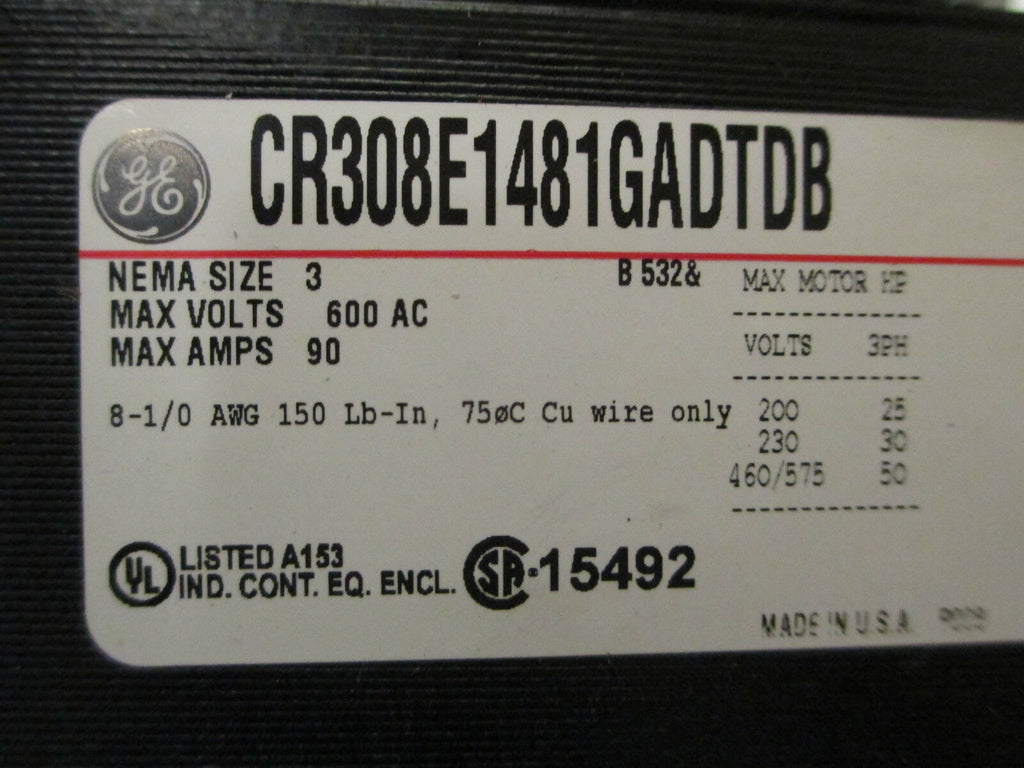 GE CR308E1481GADTDB
NEMA SIZE 3
MAX VOLTS 600 AC
MAX AMPS 90
8-1/0 AWG 150 Lb-In, 75øC Cu wire only
B 532&
MAX MOTOR HP
VOLTS 3PH
200 25
230 30
460/575 50
UL LISTED A153
IND. CONT. EQ. ENCL.
SA 15492
MADE IN U.S.A.